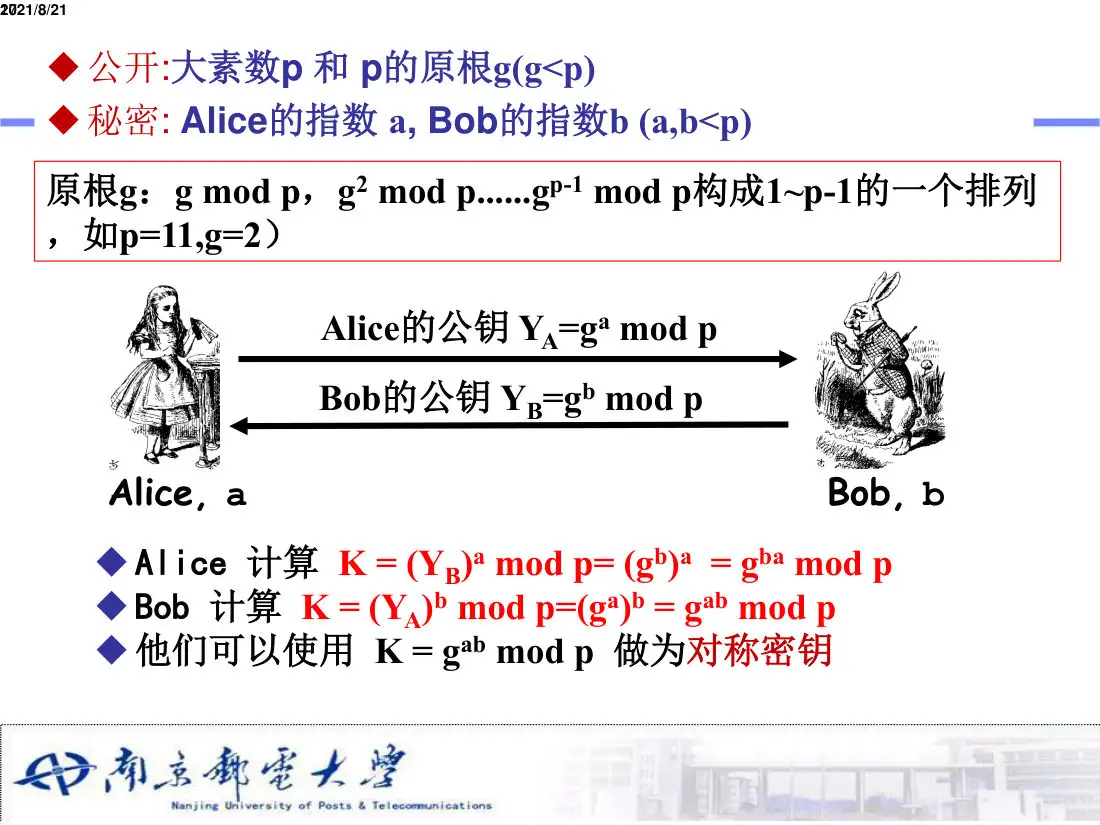 2021/8/21
◆ 公开:大素数p 和 p的原根g(g<p)
◆ 秘密: Alice的指数 a, Bob的指数b (a,b<p)
原根g：g mod p，g² mod p......gᵖ⁻¹ mod p构成1~p-1的一个排列
，如p=11,g=2）
Alice的公钥 Y_A=gᵃ mod p
Bob的公钥 Y_B=gᵇ mod p
Alice, a
Bob, b
◆ Alice 计算 K = (Y_B)ᵃ mod p= (gᵇ)ᵃ = gᵇᵃ mod p
◆ Bob 计算 K = (Y_A)ᵇ mod p=(gᵃ)ᵇ = gᵃᵇ mod p
◆ 他们可以使用 K = gᵃᵇ mod p 做为对称密钥
南京郵電大學
Nanjing University of Posts & Telecommunications